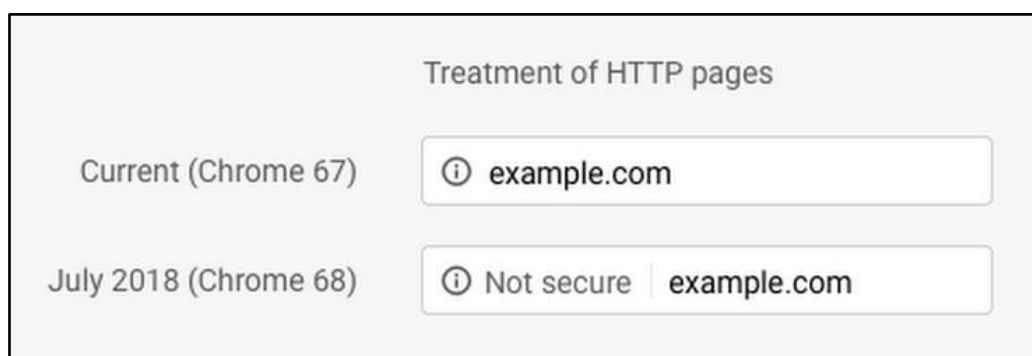 Treatment of HTTP pages
Current (Chrome 67)
example.com
July 2018 (Chrome 68)
Not secure
example.com